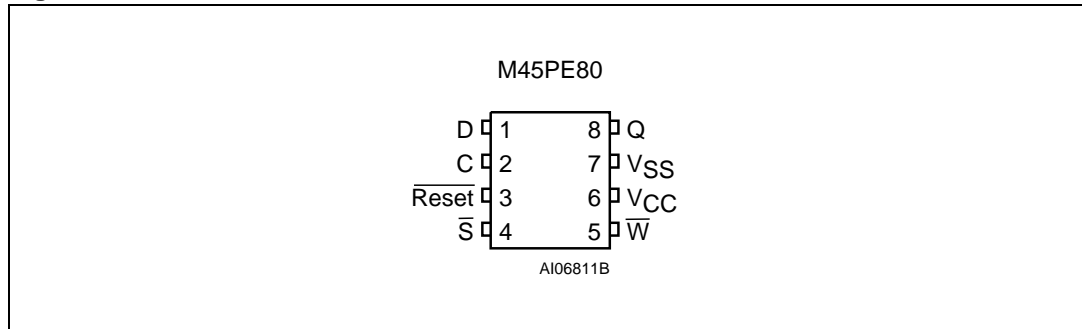 M45PE80
D 1 8 Q
C 2 7 VSS
Reset 3 6 VCC
S 4 5 W
AI06811B